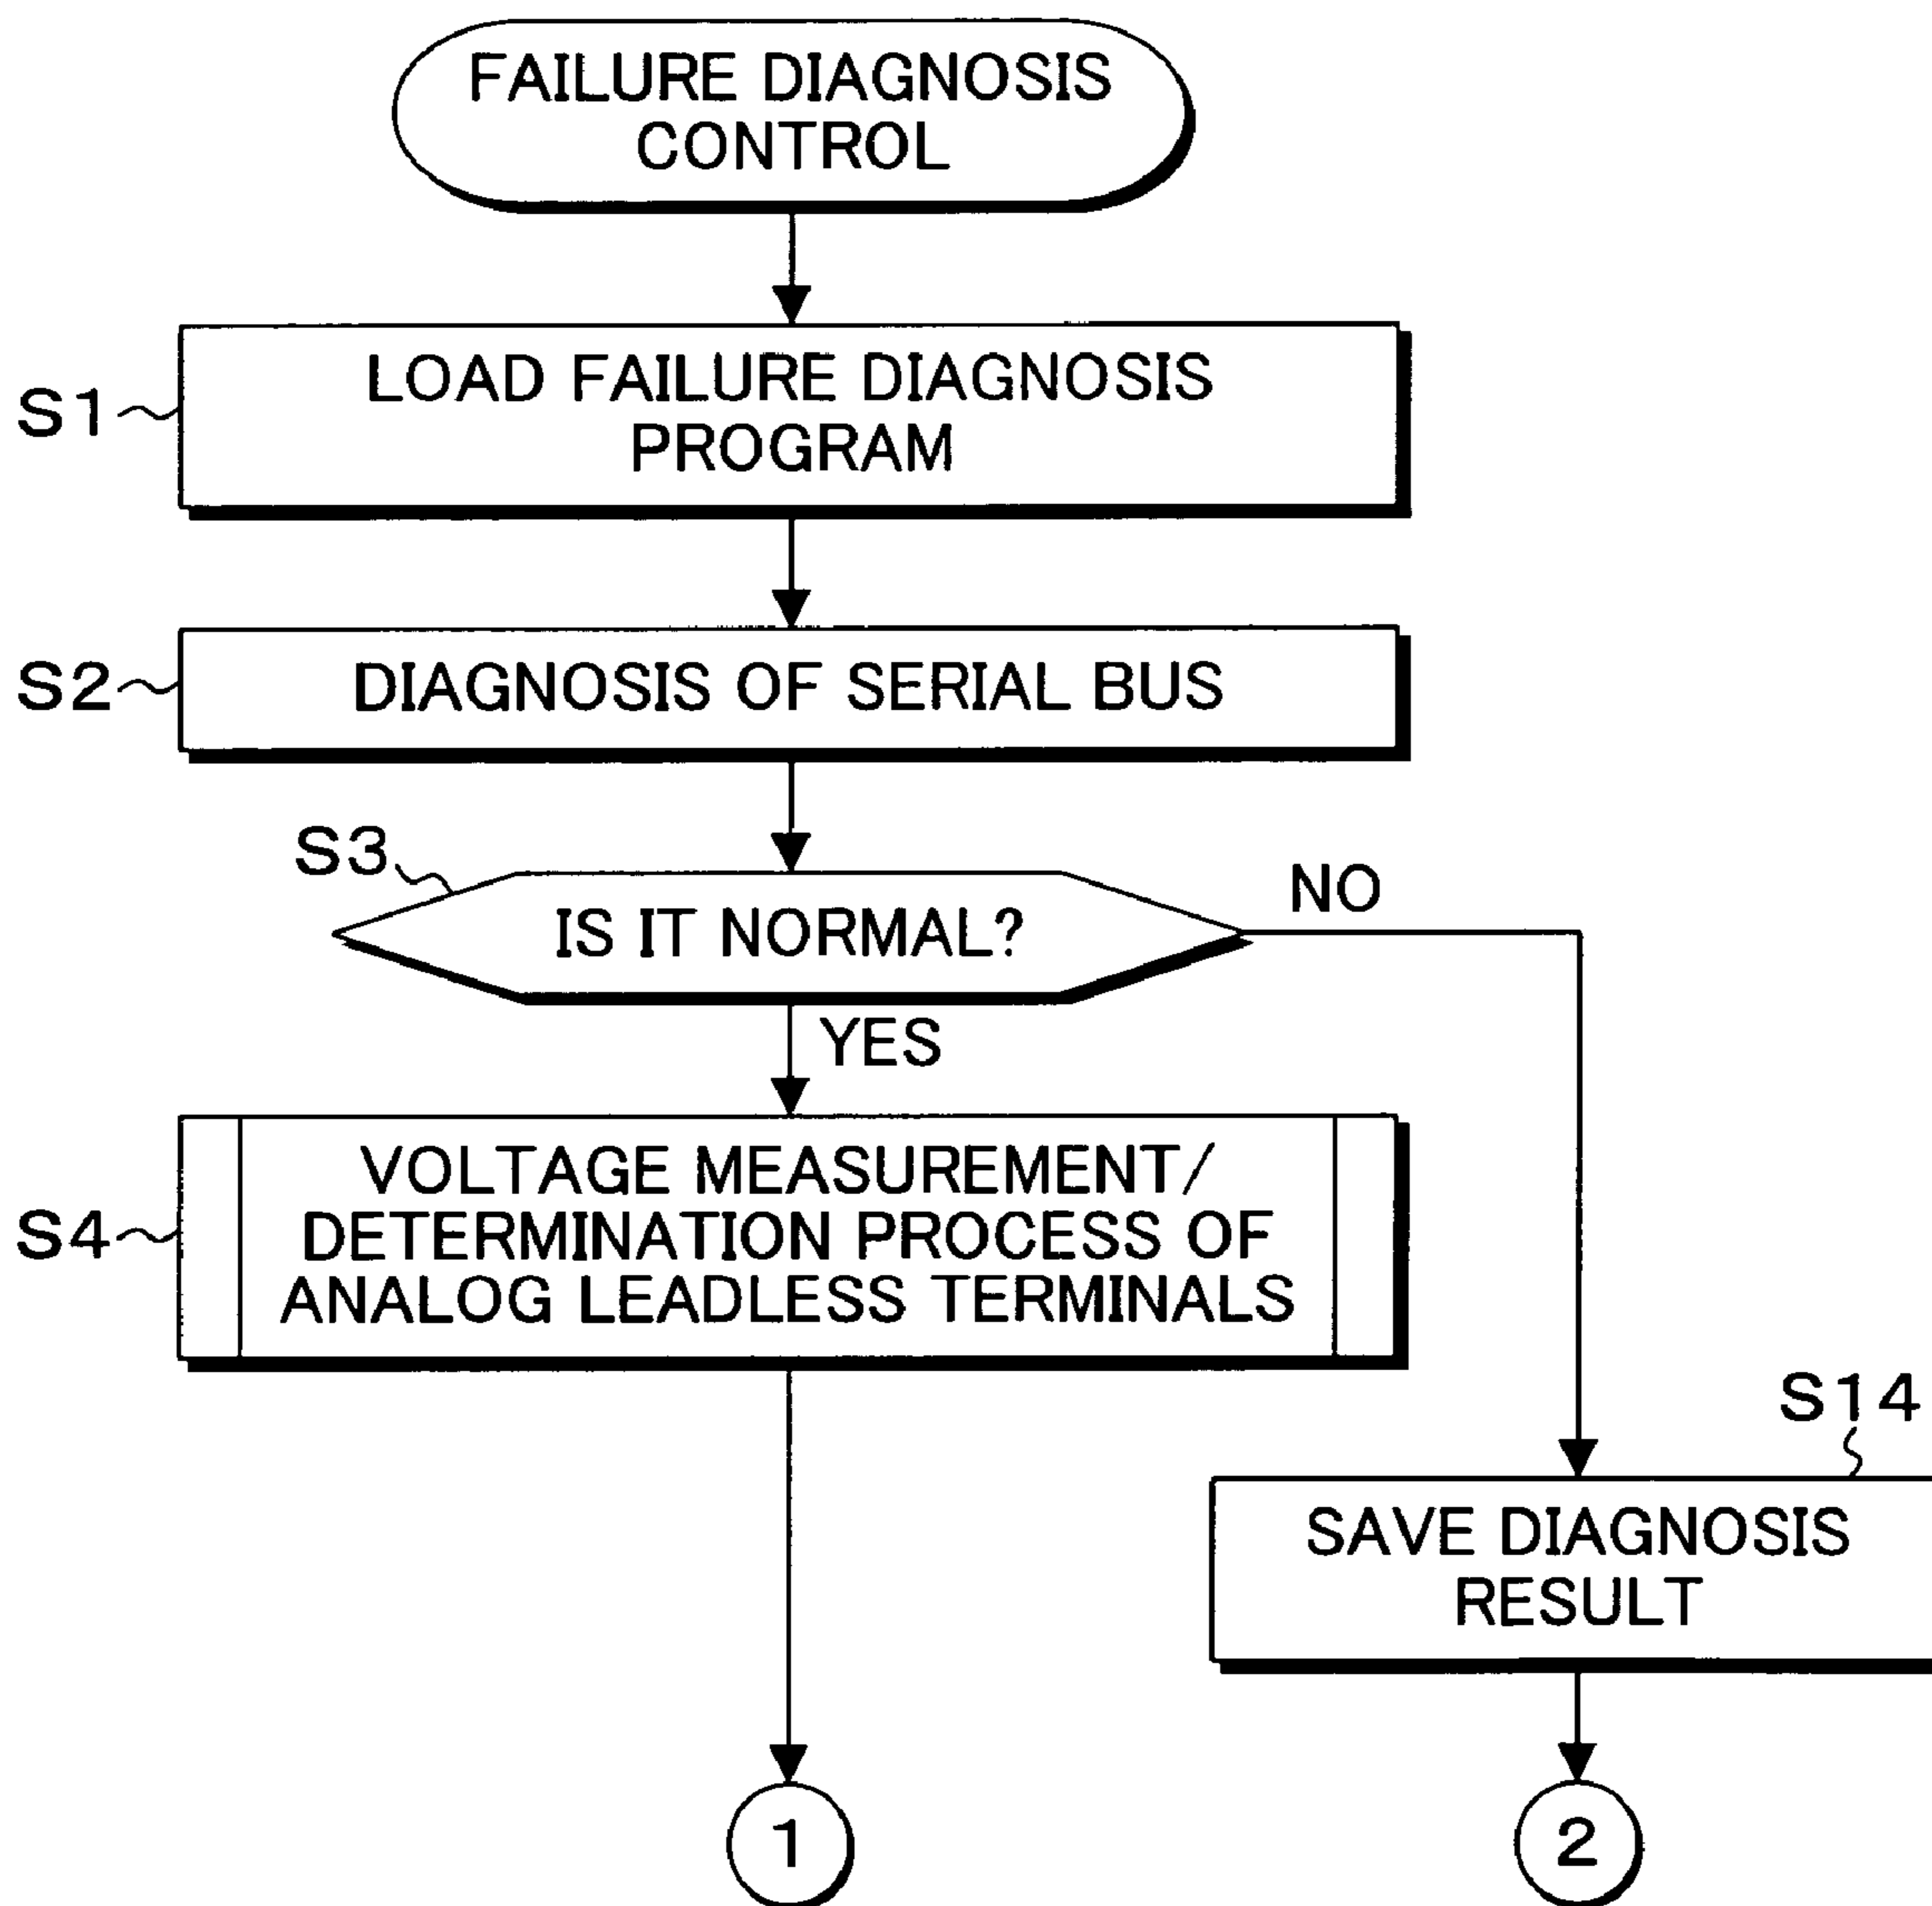 FAILURE DIAGNOSIS
CONTROL
S1
LOAD FAILURE DIAGNOSIS
PROGRAM
S2
DIAGNOSIS OF SERIAL BUS
S3
IS IT NORMAL?
NO
YES
S4
VOLTAGE MEASUREMENT/
DETERMINATION PROCESS OF
ANALOG LEADLESS TERMINALS
S14
SAVE DIAGNOSIS
RESULT
1
2